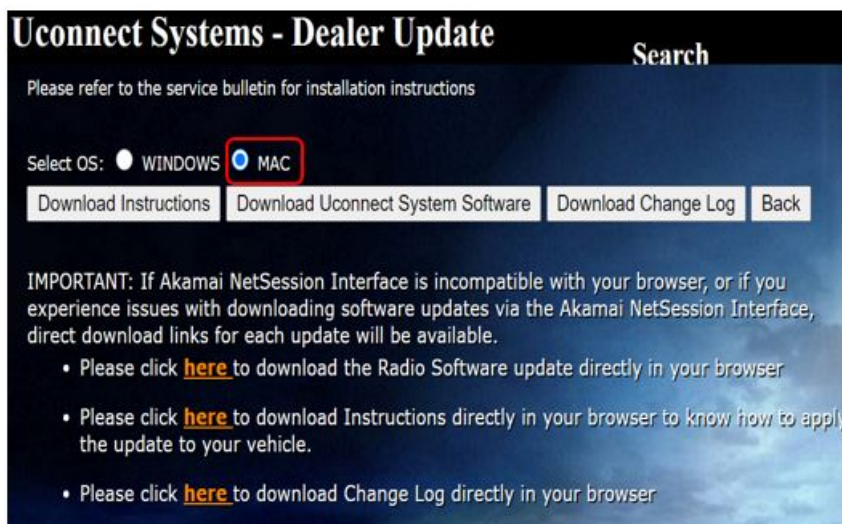 Uconnect Systems - Dealer Update
Search
Please refer to the service bulletin for installation instructions
Select OS: WINDOWS MAC
Download Instructions Download Uconnect System Software Download Change Log Back
IMPORTANT: If Akamai NetSession Interface is incompatible with your browser, or if you
experience issues with downloading software updates via the Akamai NetSession Interface,
direct download links for each update will be available.
• Please click here to download the Radio Software update directly in your browser
• Please click here to download Instructions directly in your browser to know how to apply
the update to your vehicle.
• Please click here to download Change Log directly in your browser